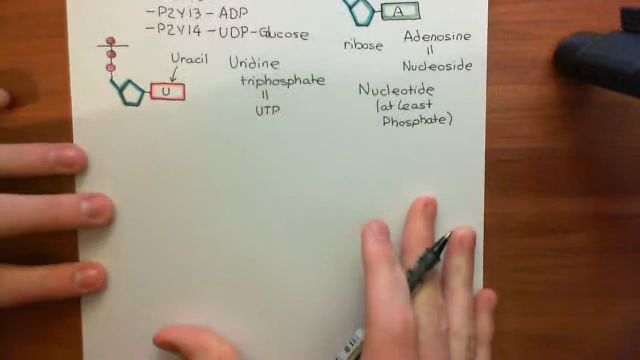 -P2Y13-ADP
-P2Y14-UDP-Glucose
A
ribose
Adenosine
=
Nucleoside
Uracil
U
Uridine
triphosphate
=
UTP
Nucleotide
(at least
Phosphate)